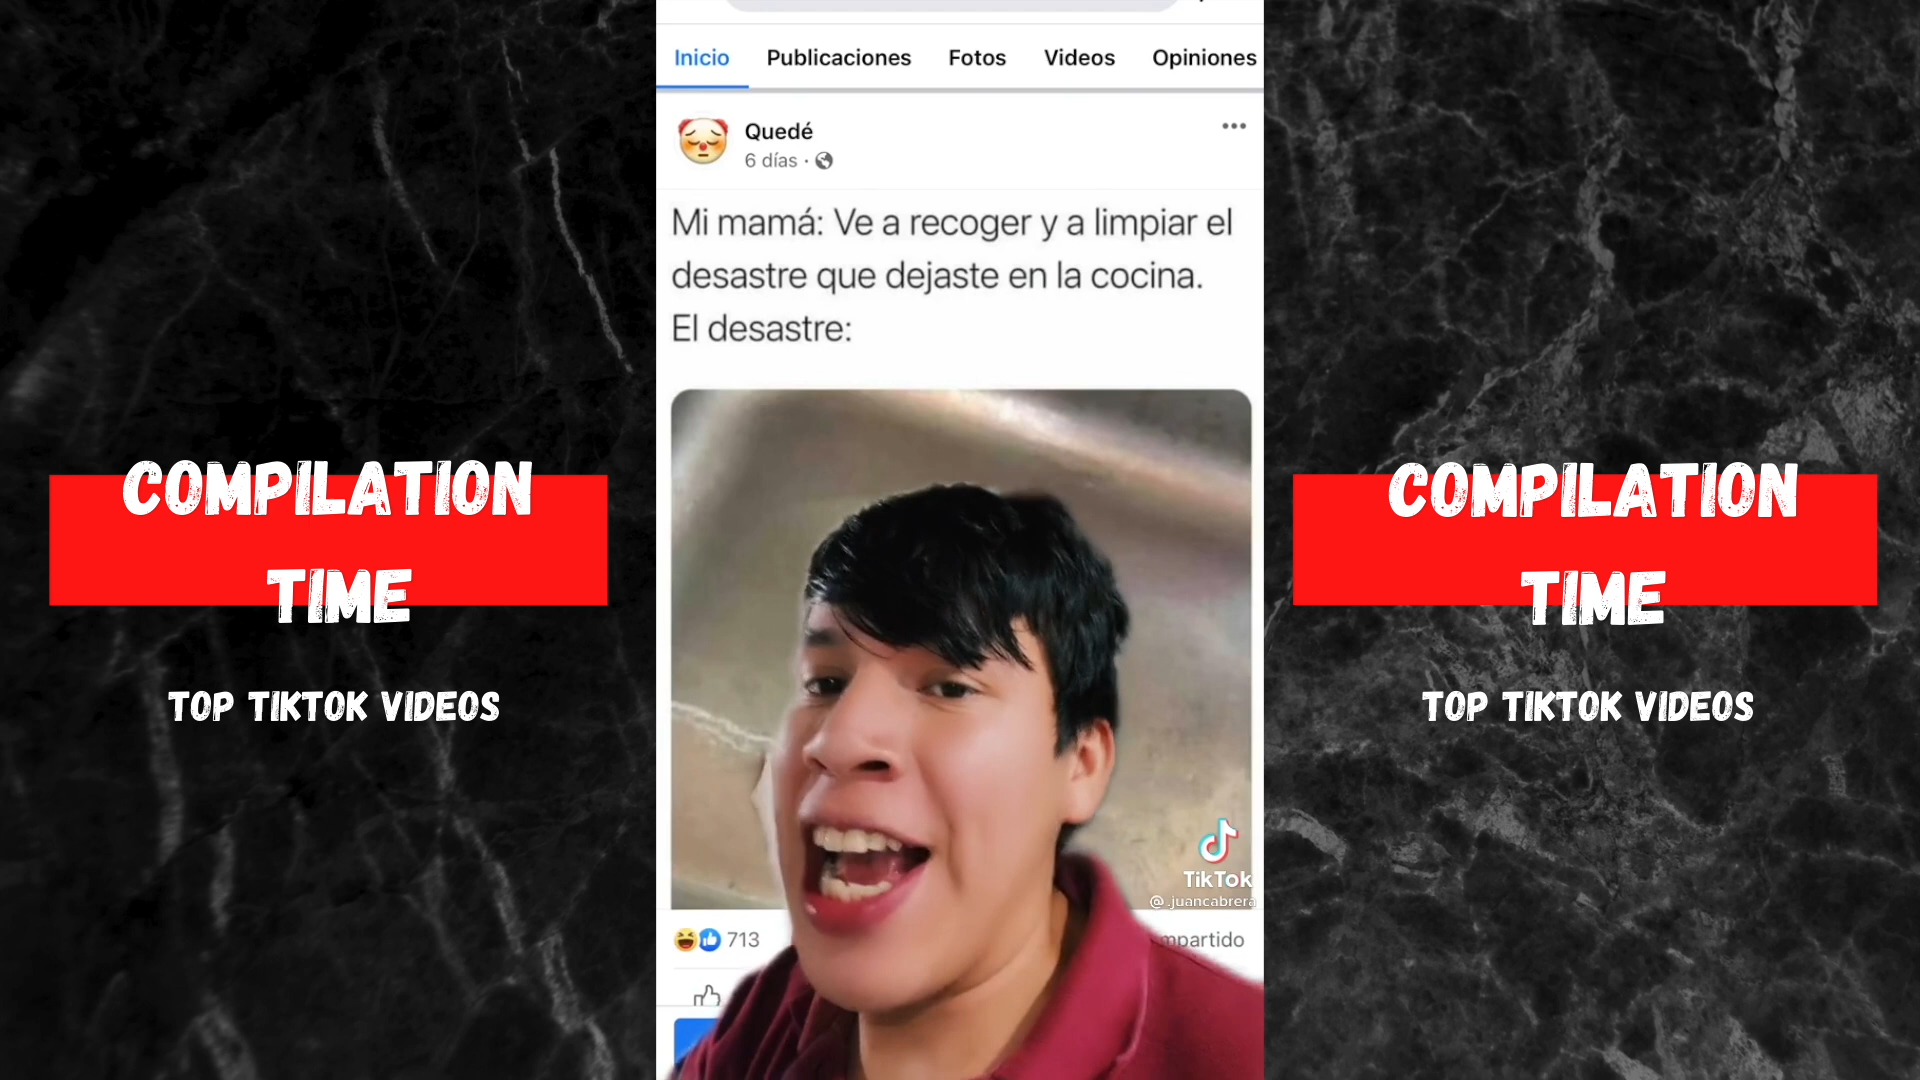 Inicio Publicaciones Fotos Videos Opiniones
Quedé
6 días ·
Mi mamá: Ve a recoger y a limpiar el
desastre que dejaste en la cocina.
El desastre:
COMPILATION
TIME
TOP TIKTOK VIDEOS
COMPILATION
TIME
TOP TIKTOK VIDEOS
TikTok
@.juancabrera
713
mpartido